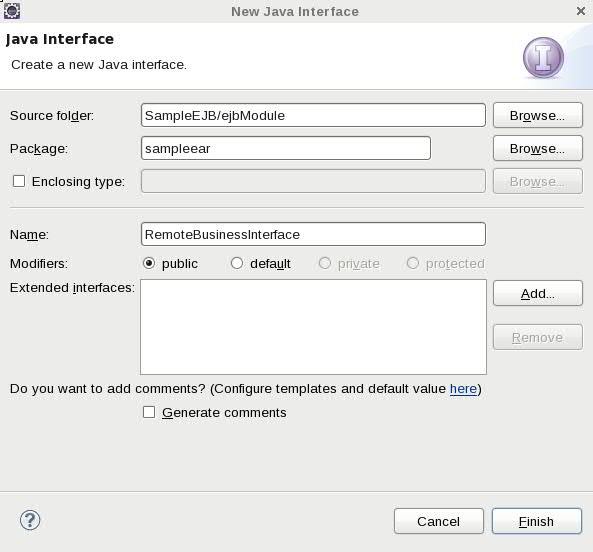 New Java Interface
Java Interface
Create a new Java interface.
Source folder: SampleEJB/ejbModule Browse...
Package: sampleear Browse...
Enclosing type: Browse...
Name: RemoteBusinessInterface
Modifiers: public default private protected
Extended interfaces: Add...
Remove
Do you want to add comments? (Configure templates and default value here)
Generate comments
? Cancel Finish